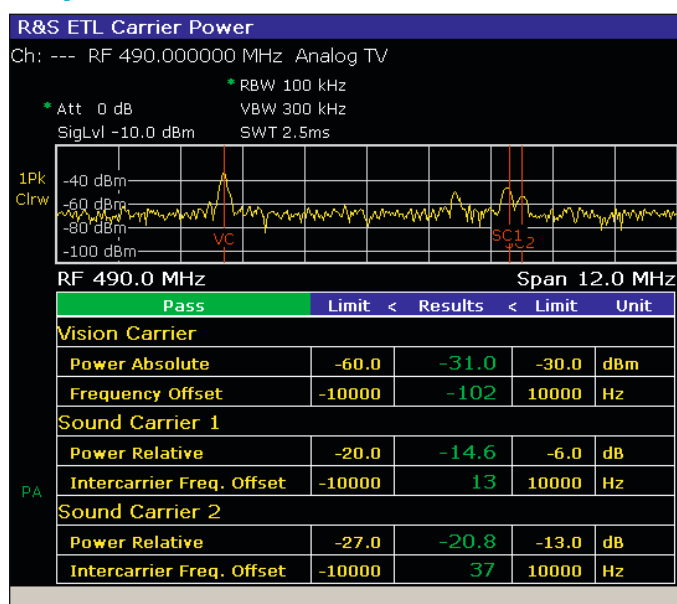 R&S ETL Carrier Power
Ch: --- RF 490.000000 MHz Analog TV
* RBW 100 kHz
* Att 0 dB VBW 300 kHz
SigLvl -10.0 dBm SWT 2.5ms
1Pk
Clrw
-40 dBm
-60 dBm
-80 dBm
-100 dBm
VC
SC1
SC2
RF 490.0 MHz Span 12.0 MHz
Pass Limit < Results < Limit Unit
Vision Carrier
Power Absolute -60.0 -31.0 -30.0 dBm
Frequency Offset -10000 -102 10000 Hz
Sound Carrier 1
Power Relative -20.0 -14.6 -6.0 dB
PA
Intercarrier Freq. Offset -10000 13 10000 Hz
Sound Carrier 2
Power Relative -27.0 -20.8 -13.0 dB
Intercarrier Freq. Offset -10000 37 10000 Hz